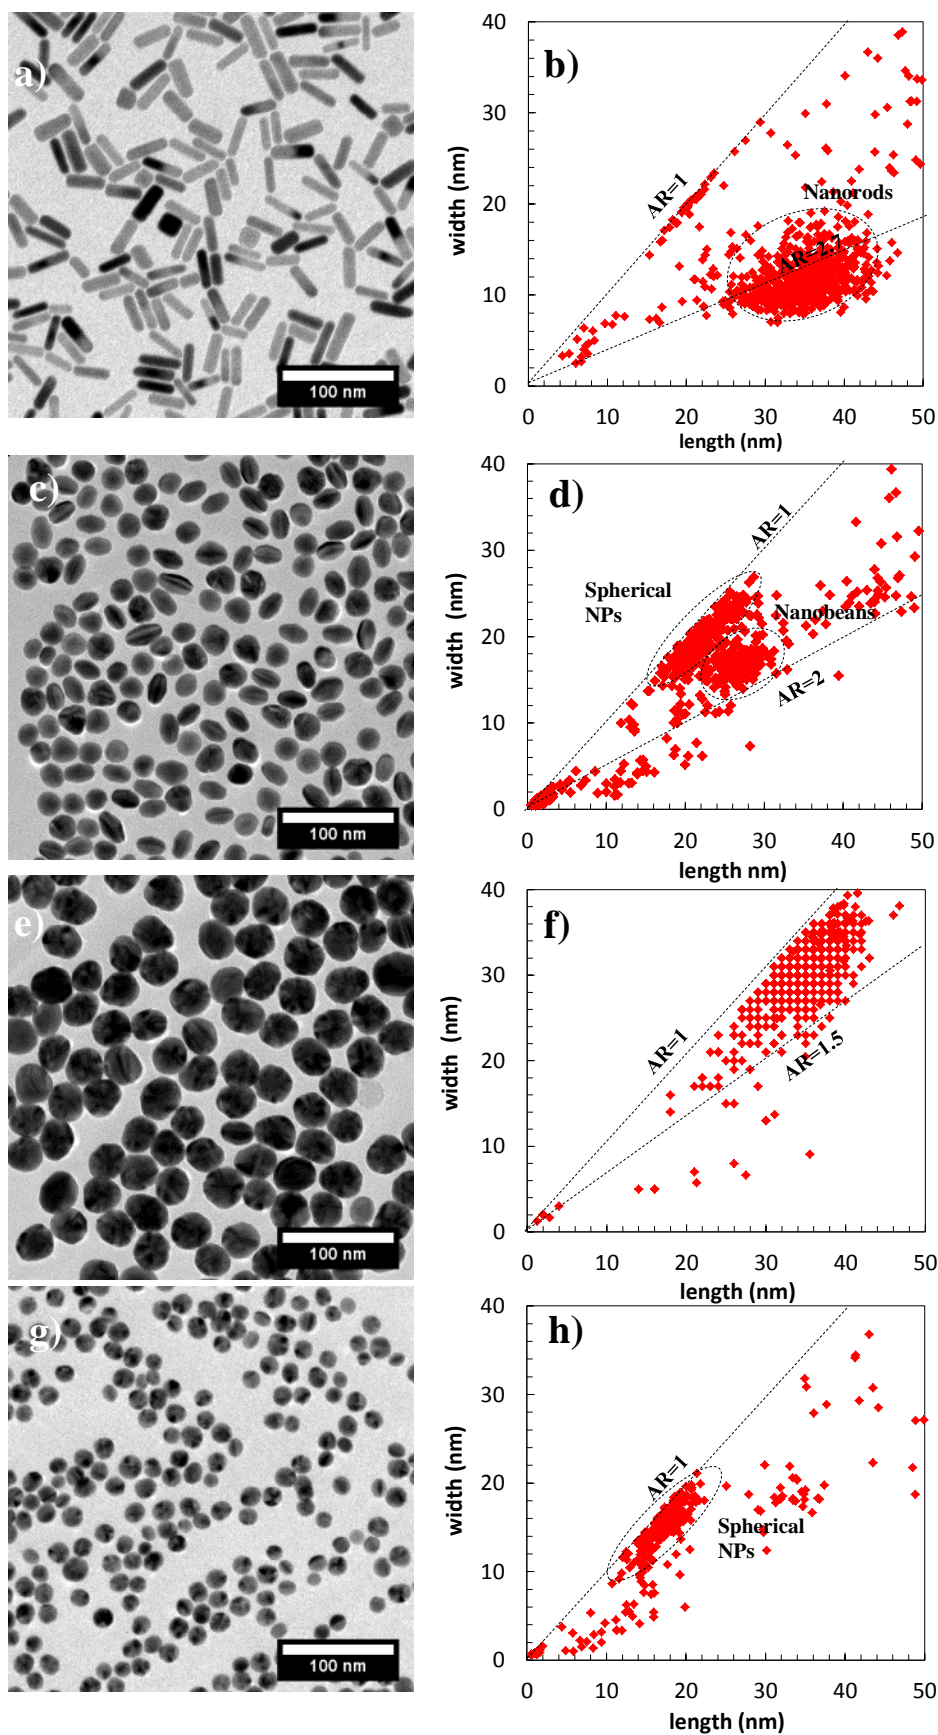 a)
100 nm
b)
40
30
20
10
0
0 10 20 30 40 50
width (nm)
length (nm)
AR=1
Nanorods
AR=2.7
c)
100 nm
d)
40
30
20
10
0
0 10 20 30 40 50
width (nm)
length nm)
AR=1
Spherical
NPs
Nanobeans
AR=2
e)
100 nm
f)
40
30
20
10
0
0 10 20 30 40 50
width (nm)
length (nm)
AR=1
AR=1.5
g)
100 nm
h)
40
30
20
10
0
0 10 20 30 40 50
width (nm)
length (nm)
AR=1
Spherical
NPs